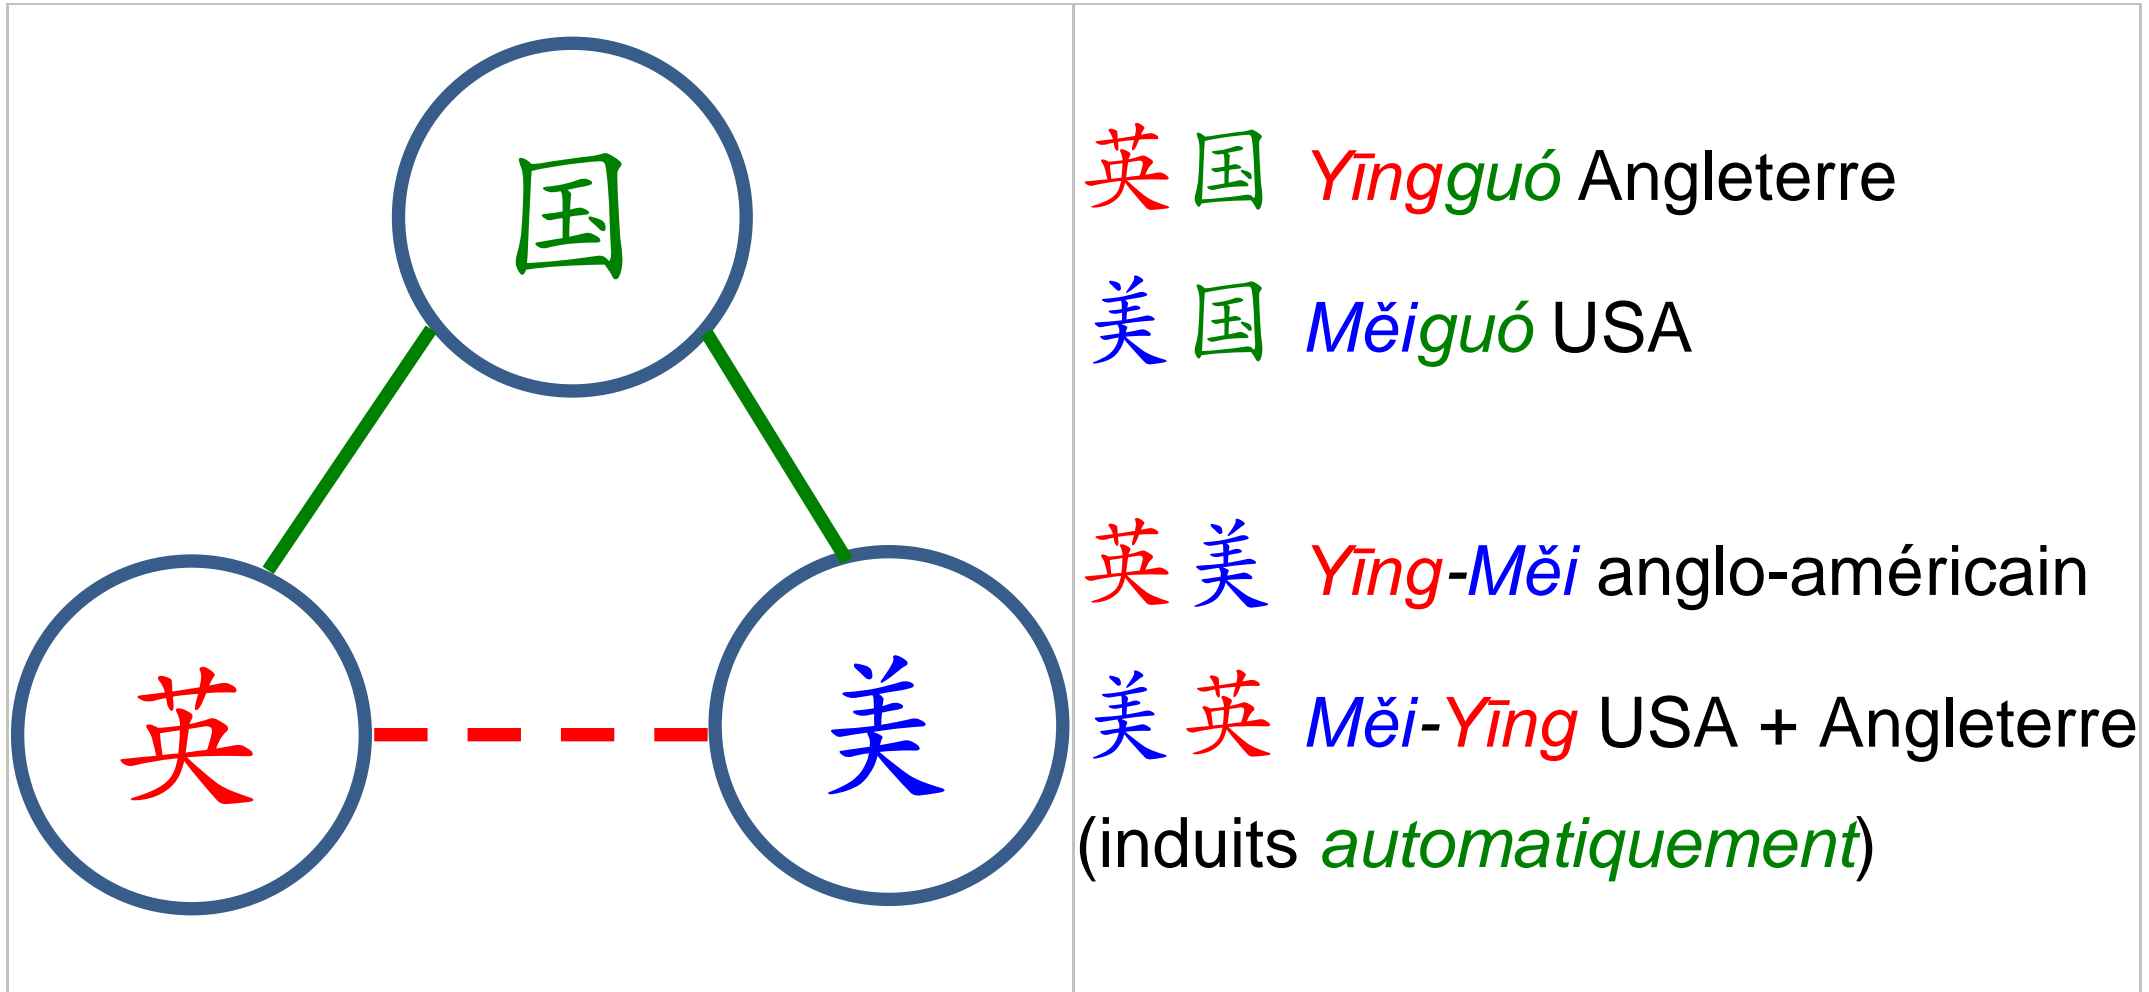 国
英
美
英国 Yīngguó Angleterre
美国 Měiguó USA
英美 Yīng-Měi anglo-américain
美英 Měi-Yīng USA + Angleterre
(induits automatiquement)